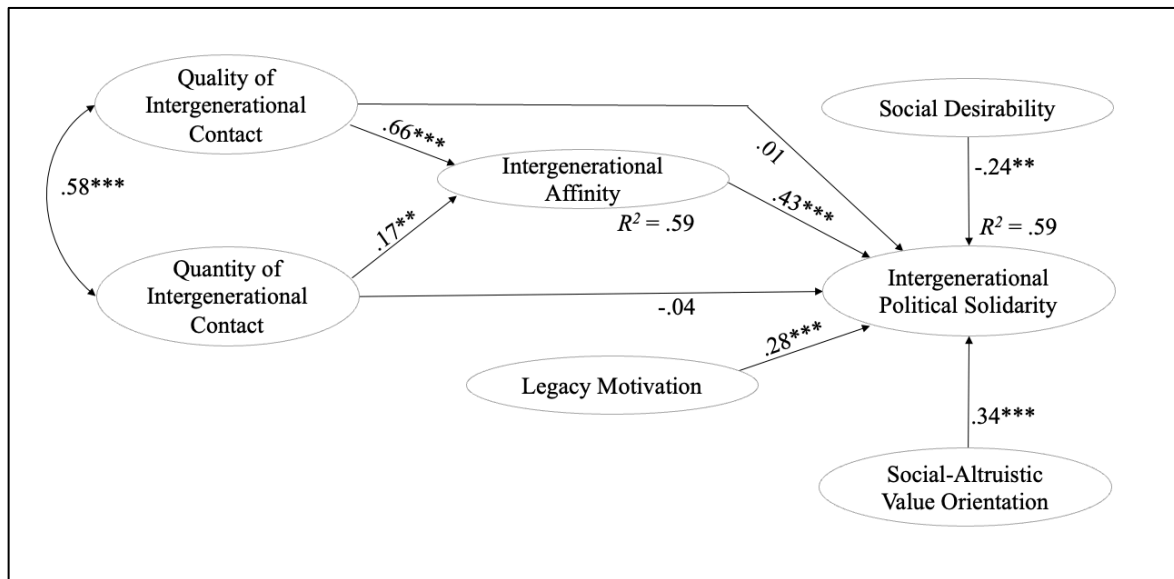 Quality of
Intergenerational
Contact
Social Desirability
.66***
.01
-.24**
Intergenerational
Affinity
.58***
.43***
R² = .59
R² = .59
.17**
Quantity of
Intergenerational
Contact
Intergenerational
Political Solidarity
-.04
.28***
Legacy Motivation
.34***
Social-Altruistic
Value Orientation